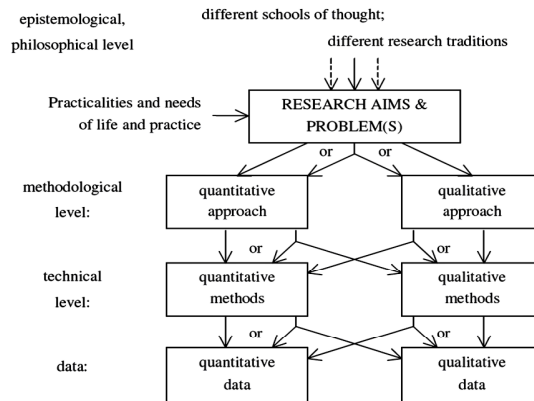 epistemological,
philosophical level
different schools of thought;
different research traditions
Practicalities and needs
of life and practice
RESEARCH AIMS &
PROBLEM(S)
or or
methodological
level:
quantitative
approach
qualitative
approach
or or
technical
level:
quantitative
methods
qualitative
methods
or or
data:
quantitative
data
qualitative
data